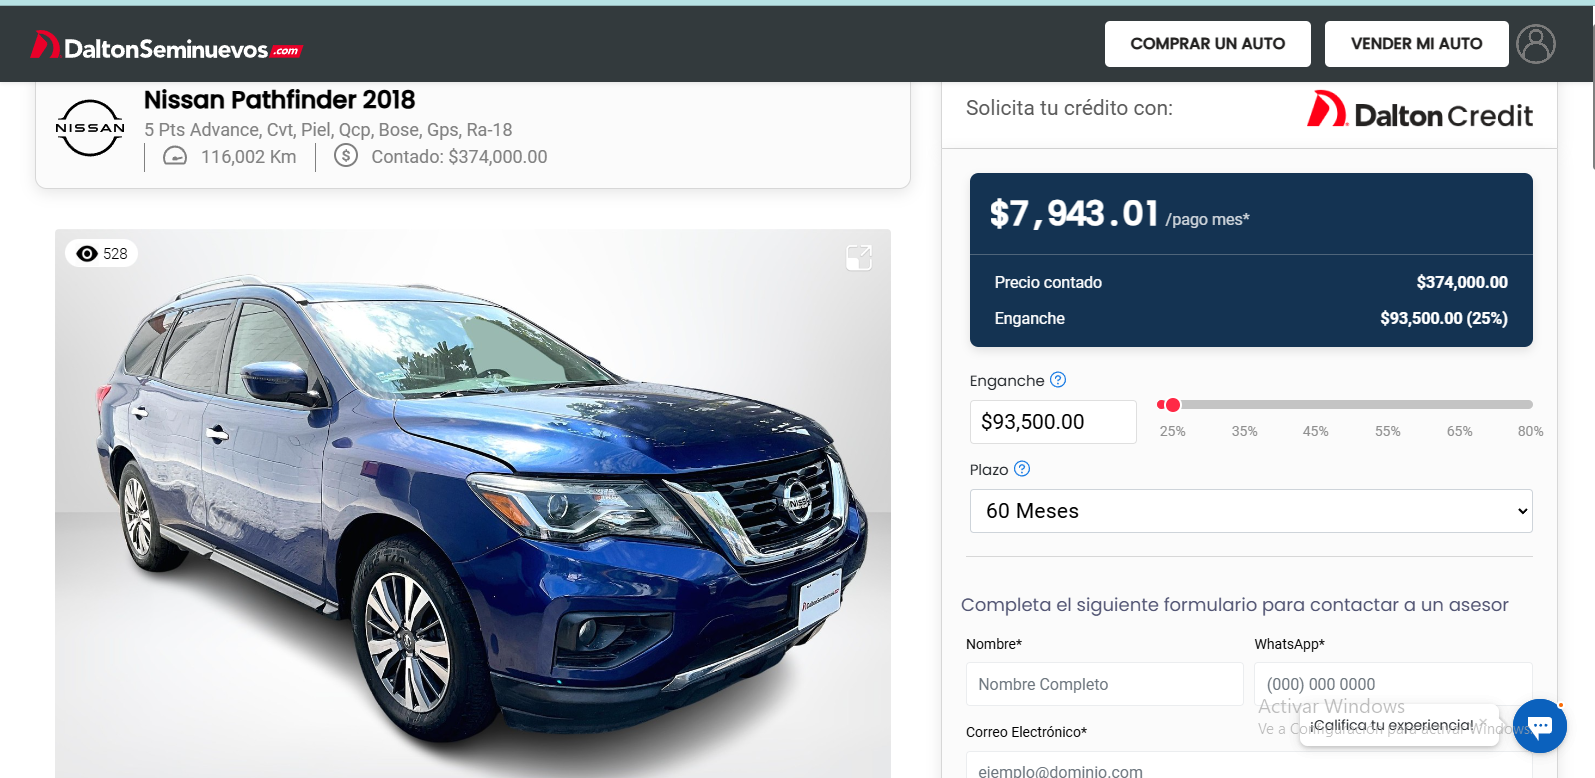 DaltonSeminuevos.com
COMPRAR UN AUTO
VENDER MI AUTO
NISSAN
Nissan Pathfinder 2018
5 Pts Advance, Cvt, Piel, Qcp, Bose, Gps, Ra-18
116,002 Km
Contado: $374,000.00
528
NISSAN
DaltonSeminuevos
Solicita tu crédito con:
Dalton Credit
$7,943.01 /pago mes*
Precio contado $374,000.00
Enganche $93,500.00 (25%)
Enganche
$93,500.00
25% 35% 45% 55% 65% 80%
Plazo
60 Meses
Completa el siguiente formulario para contactar a un asesor
Nombre* WhatsApp*
Nombre Completo (000) 000 0000
Activar Windows
Ve a Configuración para activar Windows.
¡Califica tu experiencia! ×
Correo Electrónico*
ejemplo@dominio.com